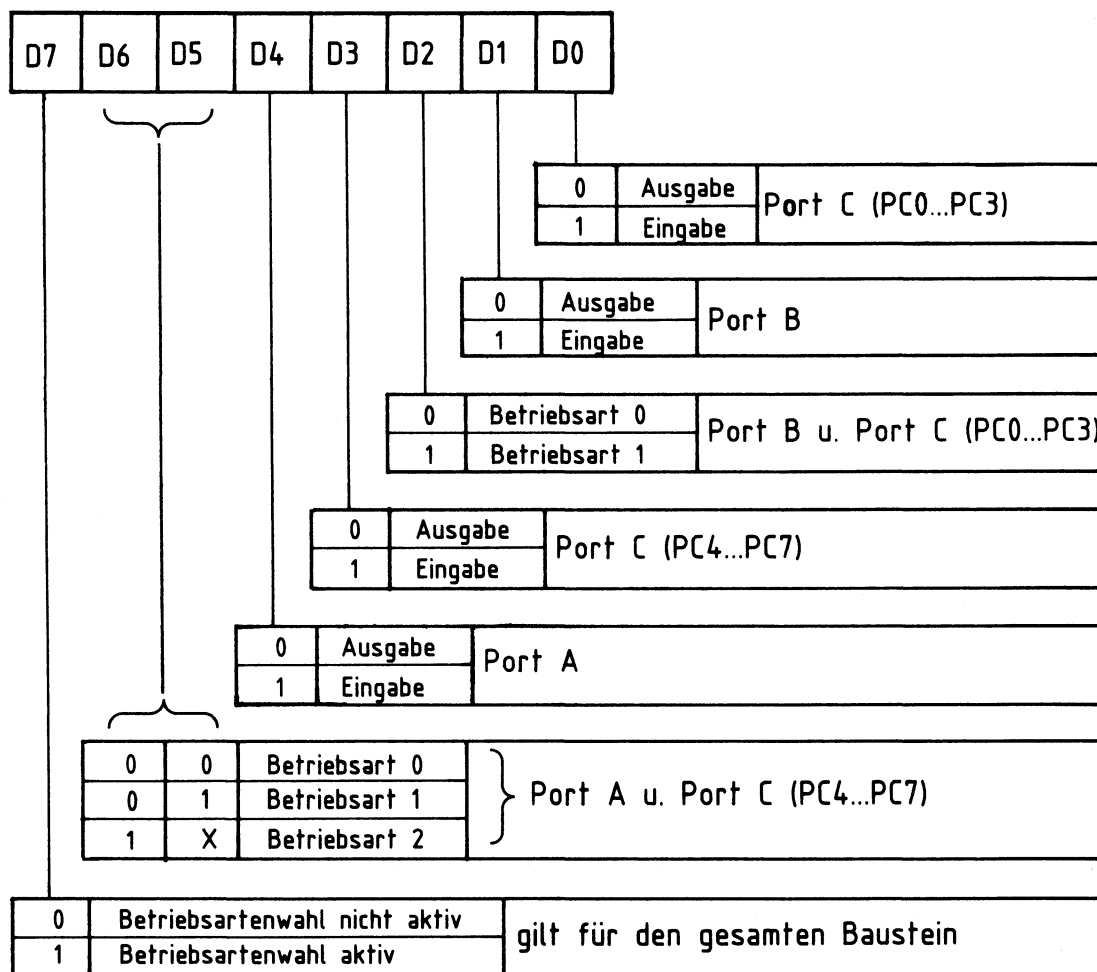 D7 D6 D5 D4 D3 D2 D1 D0
0 Ausgabe Port C (PC0...PC3)
1 Eingabe
0 Ausgabe Port B
1 Eingabe
0 Betriebsart 0 Port B u. Port C (PC0...PC3)
1 Betriebsart 1
0 Ausgabe Port C (PC4...PC7)
1 Eingabe
0 Ausgabe Port A
1 Eingabe
0 0 Betriebsart 0
0 1 Betriebsart 1 Port A u. Port C (PC4...PC7)
1 X Betriebsart 2
0 Betriebsartenwahl nicht aktiv gilt für den gesamten Baustein
1 Betriebsartenwahl aktiv